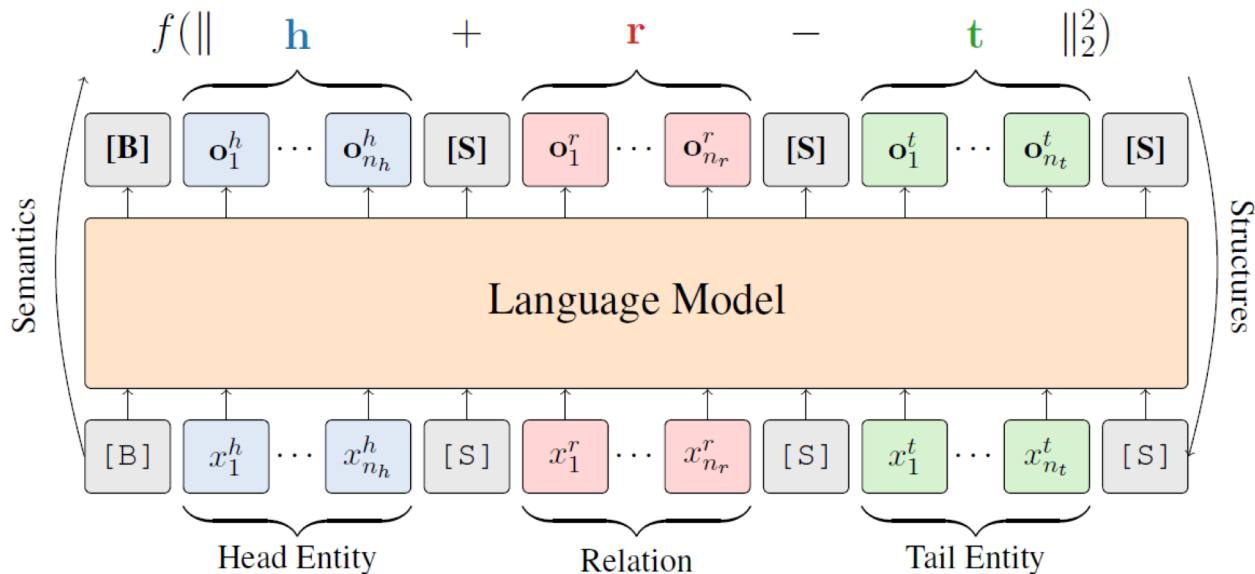 f(∥ h + r − t ∥₂²)
[B] o₁ʰ ⋯ oₙₕʰ [S] o₁ʳ ⋯ oₙᵣʳ [S] o₁ᵗ ⋯ oₙₜᵗ [S]
Semantics
Language Model
Structures
[B] x₁ʰ ⋯ xₙₕʰ [S] x₁ʳ ⋯ xₙᵣʳ [S] x₁ᵗ ⋯ xₙₜᵗ [S]
Head Entity Relation Tail Entity